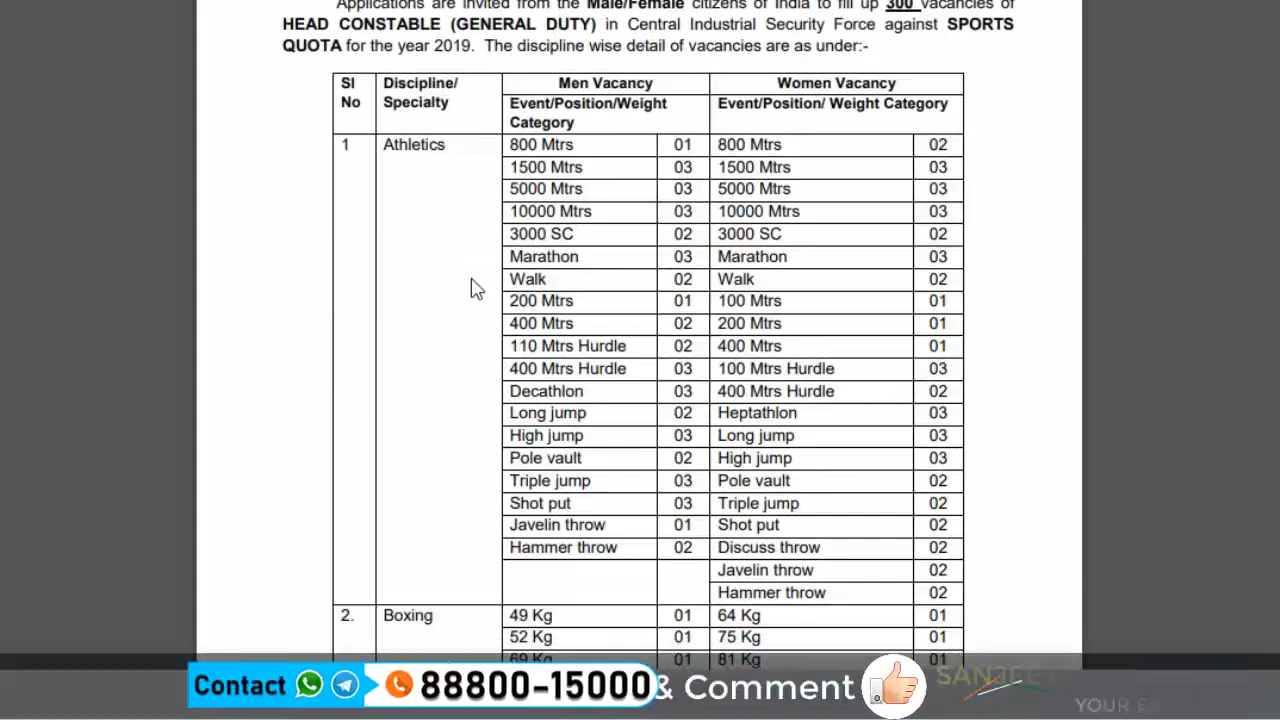 Applications are invited from the Male/Female citizens of India to fill up 300 vacancies of
HEAD CONSTABLE (GENERAL DUTY) in Central Industrial Security Force against SPORTS
QUOTA for the year 2019. The discipline wise detail of vacancies are as under:-
Sl No Discipline/ Specialty Men Vacancy Women Vacancy
Event/Position/Weight Category Event/Position/ Weight Category
1 Athletics 800 Mtrs 01 800 Mtrs 02
1500 Mtrs 03 1500 Mtrs 03
5000 Mtrs 03 5000 Mtrs 03
10000 Mtrs 03 10000 Mtrs 03
3000 SC 02 3000 SC 02
Marathon 03 Marathon 03
Walk 02 Walk 02
200 Mtrs 01 100 Mtrs 01
400 Mtrs 02 200 Mtrs 01
110 Mtrs Hurdle 02 400 Mtrs 01
400 Mtrs Hurdle 03 100 Mtrs Hurdle 03
Decathlon 03 400 Mtrs Hurdle 02
Long jump 02 Heptathlon 03
High jump 03 Long jump 03
Pole vault 02 High jump 03
Triple jump 03 Pole vault 02
Shot put 03 Triple jump 02
Javelin throw 01 Shot put 02
Hammer throw 02 Discuss throw 02
Javelin throw 02
Hammer throw 02
2. Boxing 49 Kg 01 64 Kg 01
52 Kg 01 75 Kg 01
69 Kg 01 81 Kg 01
Contact 88800-15000 & Comment
YOUR